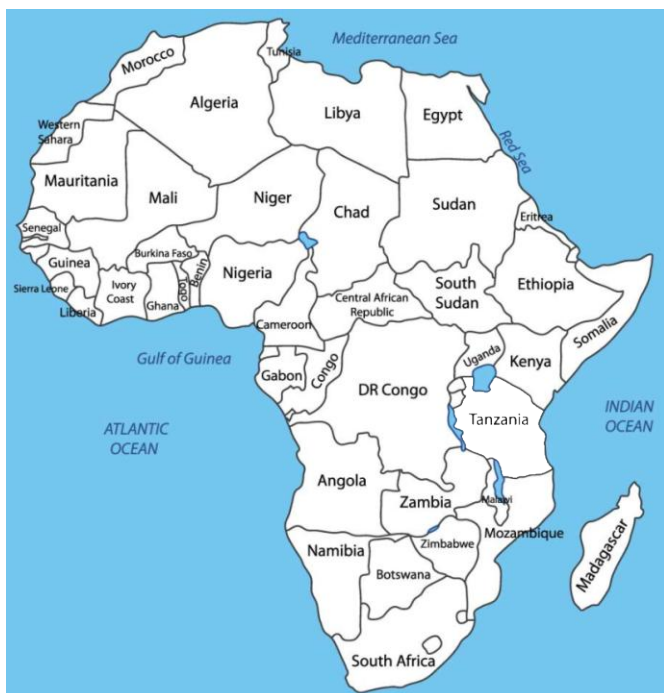 Mediterranean Sea
Tunisia
Morocco
Algeria
Libya
Egypt
Western
Sahara
Red Sea
Mauritania
Mali
Niger
Chad
Sudan
Eritrea
Senegal
Burkina Faso
Guinea
Benin
Nigeria
South
Sudan
Ethiopia
Sierra Leone
Ivory
Coast
Togo
Ghana
Liberia
Central African
Republic
Cameroon
Somalia
Gulf of Guinea
Gabon
Congo
Uganda
Kenya
DR Congo
Tanzania
INDIAN
OCEAN
ATLANTIC
OCEAN
Angola
Zambia
Malawi
Mozambique
Namibia
Zimbabwe
Botswana
Madagascar
South Africa